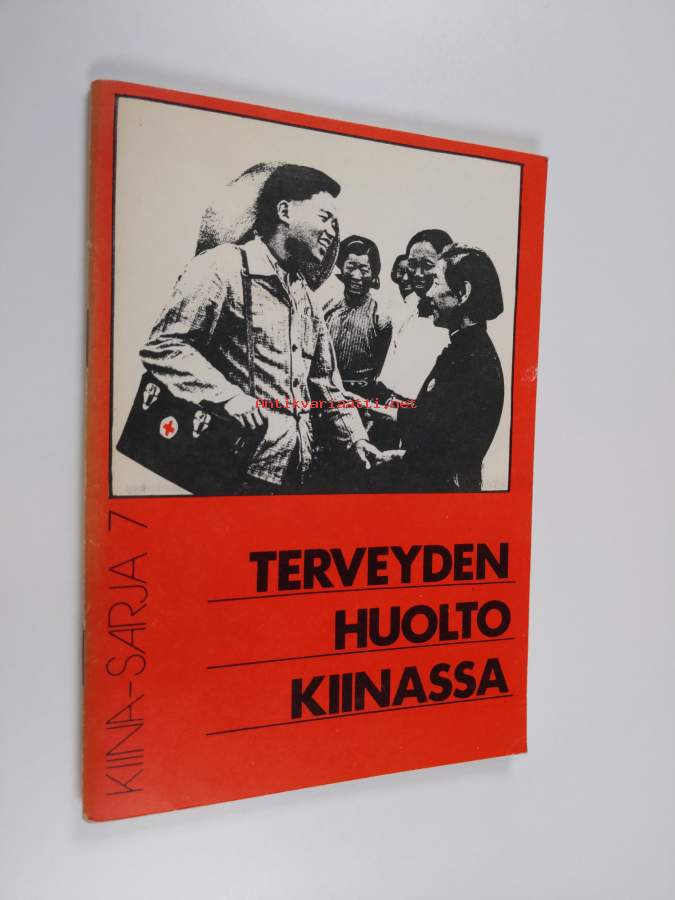 Antikvariaatti.net
KIINA-SARJA 7
TERVEYDEN
HUOLTO
KIINASSA